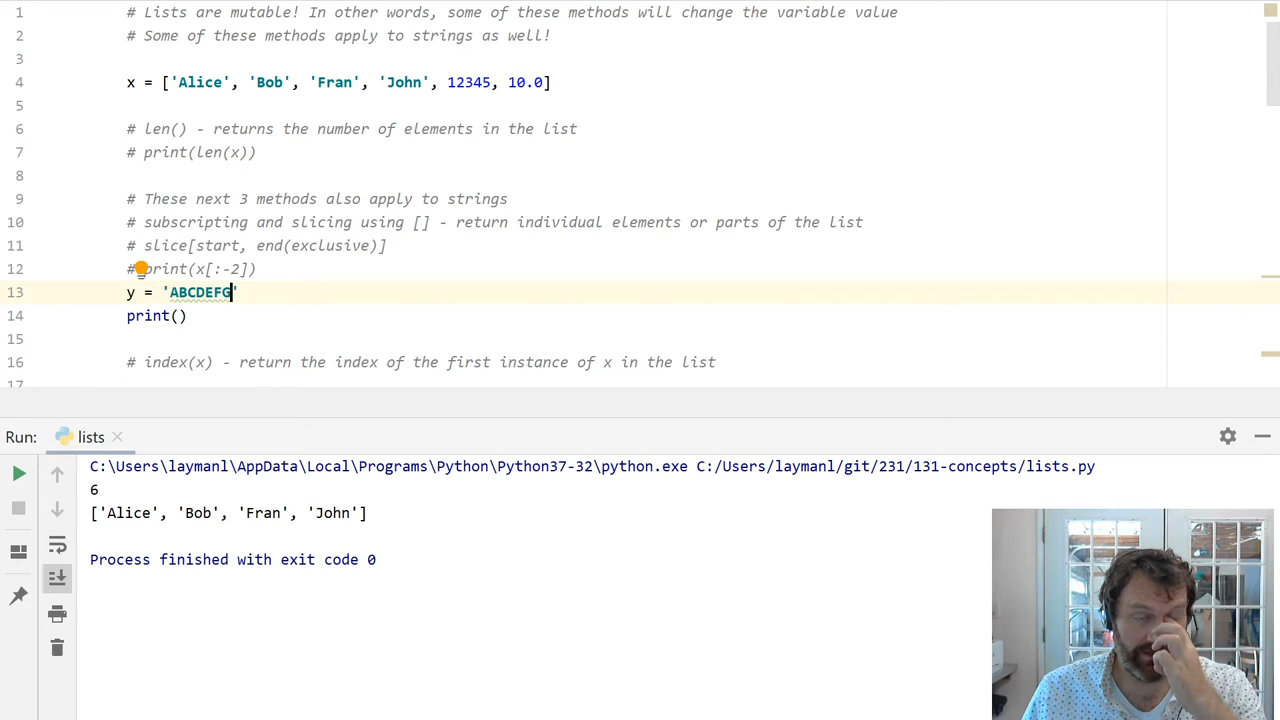 1 # Lists are mutable! In other words, some of these methods will change the variable value
2 # Some of these methods apply to strings as well!
3
4 x = ['Alice', 'Bob', 'Fran', 'John', 12345, 10.0]
5
6 # len() - returns the number of elements in the list
7 # print(len(x))
8
9 # These next 3 methods also apply to strings
10 # subscripting and slicing using [] - return individual elements or parts of the list
11 # slice[start, end(exclusive)]
12 # print(x[:-2])
13 y = 'ABCDEFG'
14 print()
15
16 # index(x) - return the index of the first instance of x in the list
17
Run: lists
C:\Users\laymanl\AppData\Local\Programs\Python\Python37-32\python.exe C:/Users/laymanl/git/231/131-concepts/lists.py
6
['Alice', 'Bob', 'Fran', 'John']
Process finished with exit code 0